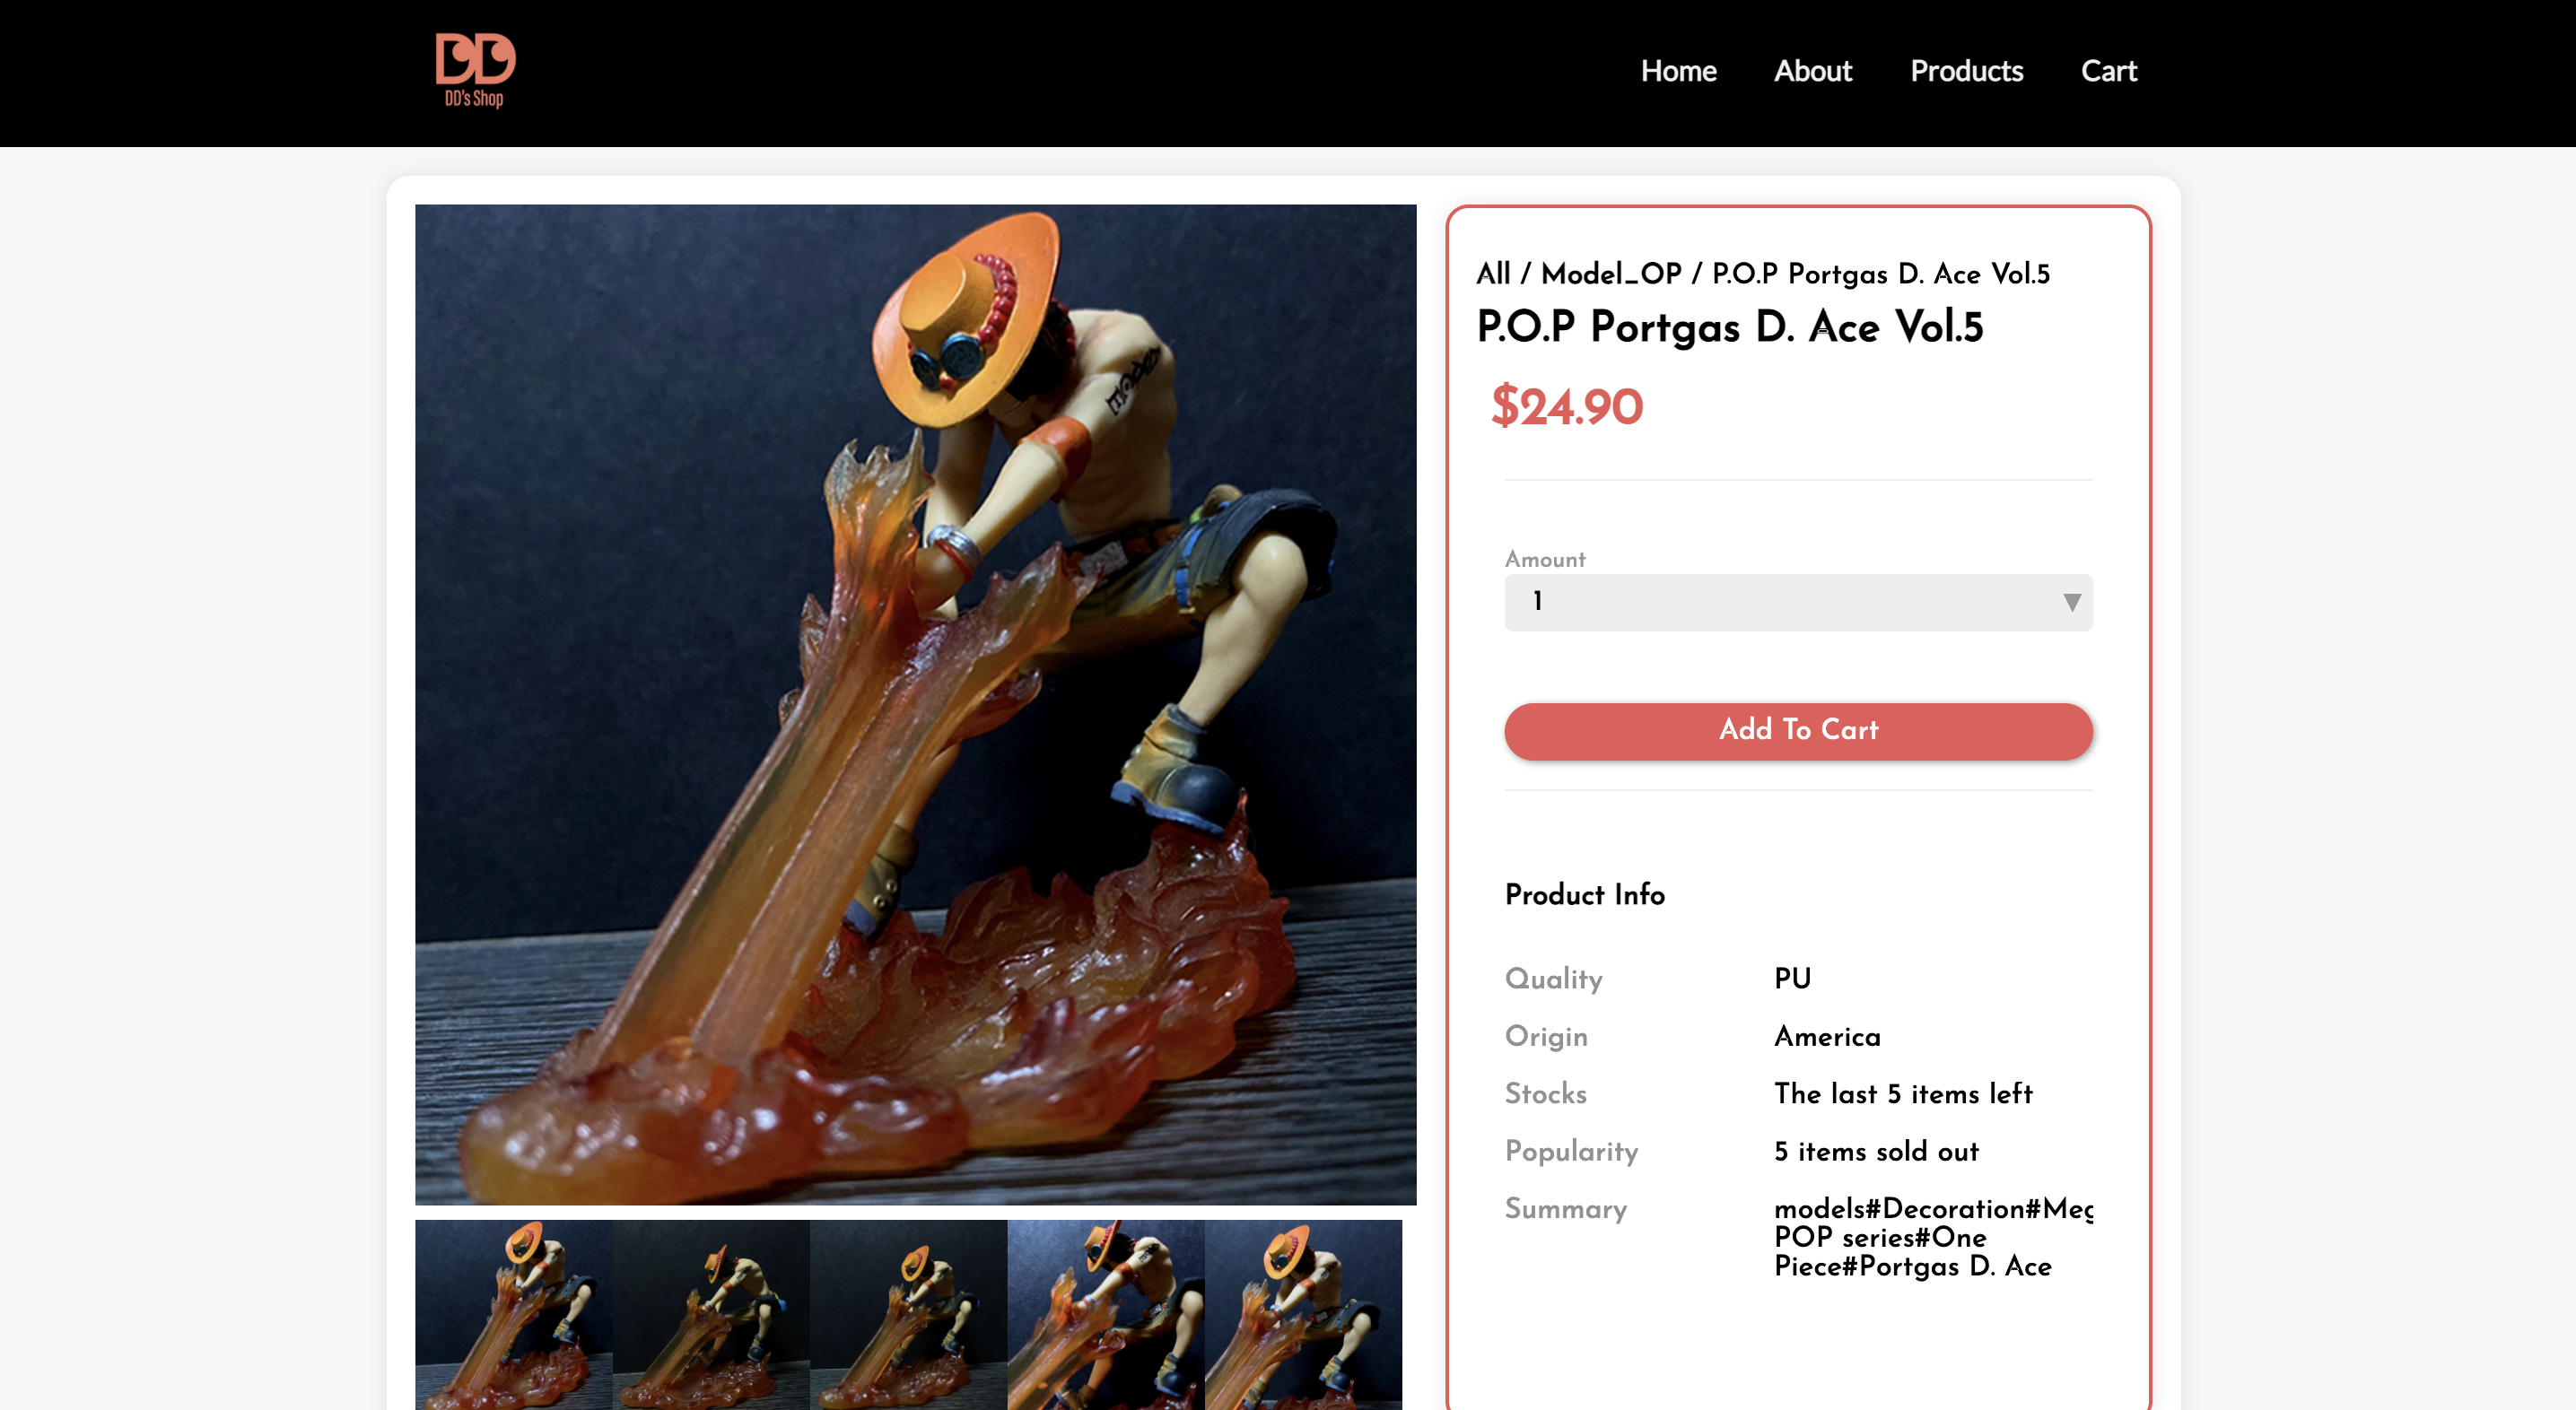 DD
DD's Shop
Home About Products Cart
All / Model_OP / P.O.P Portgas D. Ace Vol.5
P.O.P Portgas D. Ace Vol.5
$24.90
Amount
1
Add To Cart
Product Info
Quality PU
Origin America
Stocks The last 5 items left
Popularity 5 items sold out
Summary models#Decoration#Meg
POP series#One
Piece#Portgas D. Ace